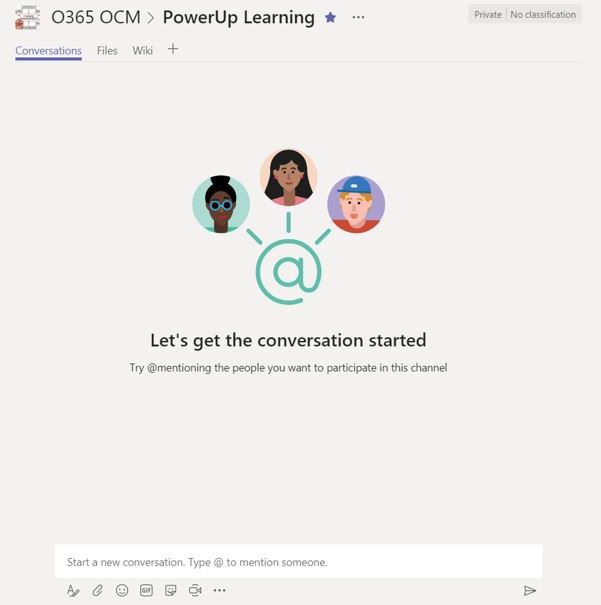 O365 OCM > PowerUp Learning ...
Private | No classification
Conversations Files Wiki +
@
Let's get the conversation started
Try @mentioning the people you want to participate in this channel
Start a new conversation. Type @ to mention someone.
GIF ...